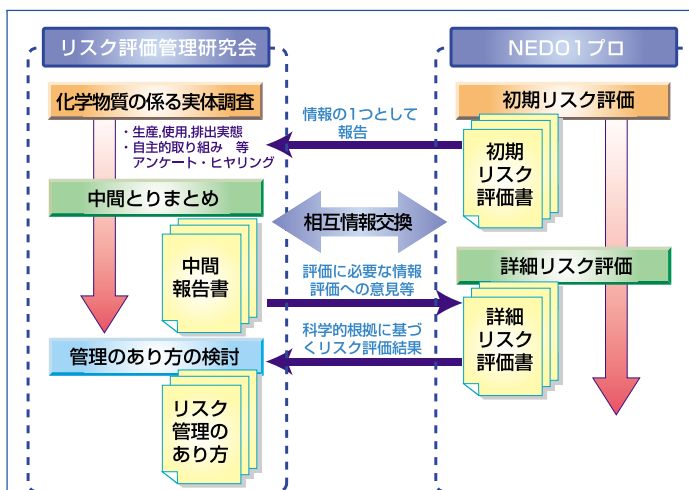 リスク評価管理研究会
NEDO1プロ
化学物質の係る実体調査
・生産,使用,排出実態
・自主的取り組み 等
アンケート・ヒヤリング
情報の1つとして
報告
初期リスク評価
初期
リスク
評価書
中間とりまとめ
相互情報交換
中間
報告書
評価に必要な情報
評価への意見等
詳細リスク評価
詳細
リスク
評価書
科学的根拠に基づ
くリスク評価結果
管理のあり方の検討
リスク
管理の
あり方